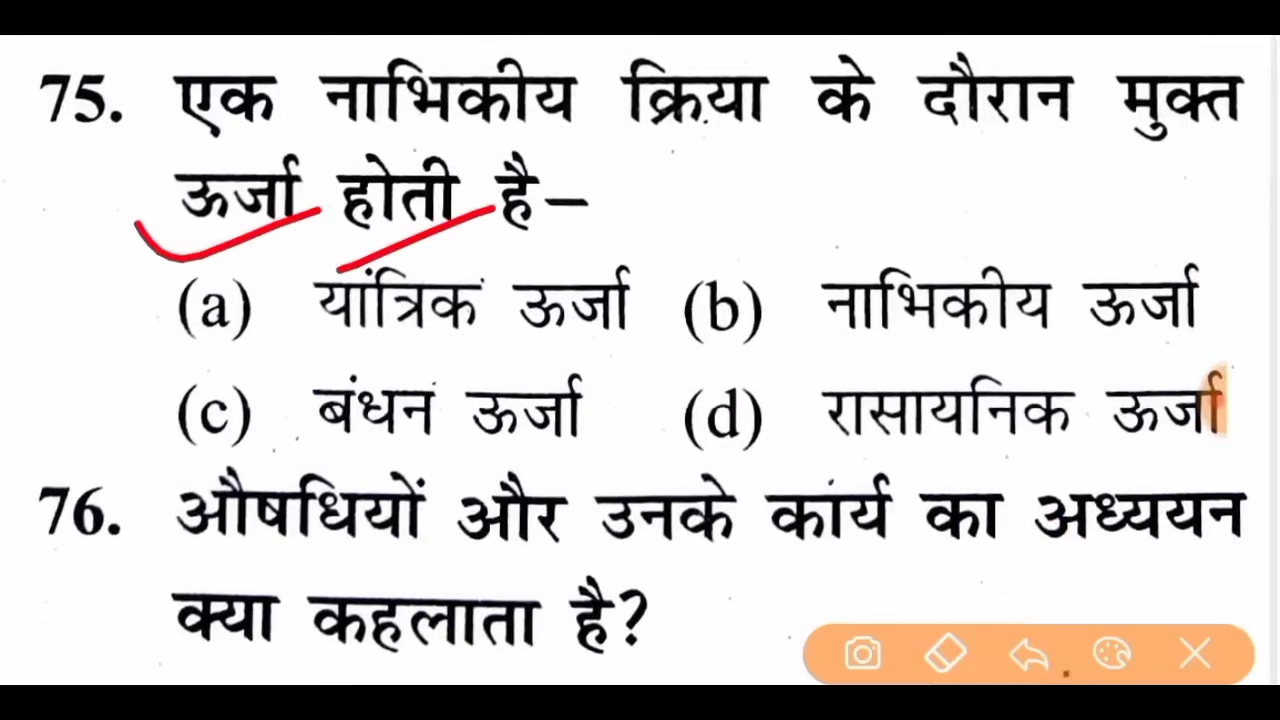 75. एक नाभिकीय क्रिया के दौरान मुक्त
ऊर्जा होती है–
(a) यांत्रिक ऊर्जा (b) नाभिकीय ऊर्जा
(c) बंधन ऊर्जा (d) रासायनिक ऊर्जा
76. औषधियों और उनके कार्य का अध्ययन
क्या कहलाता है?